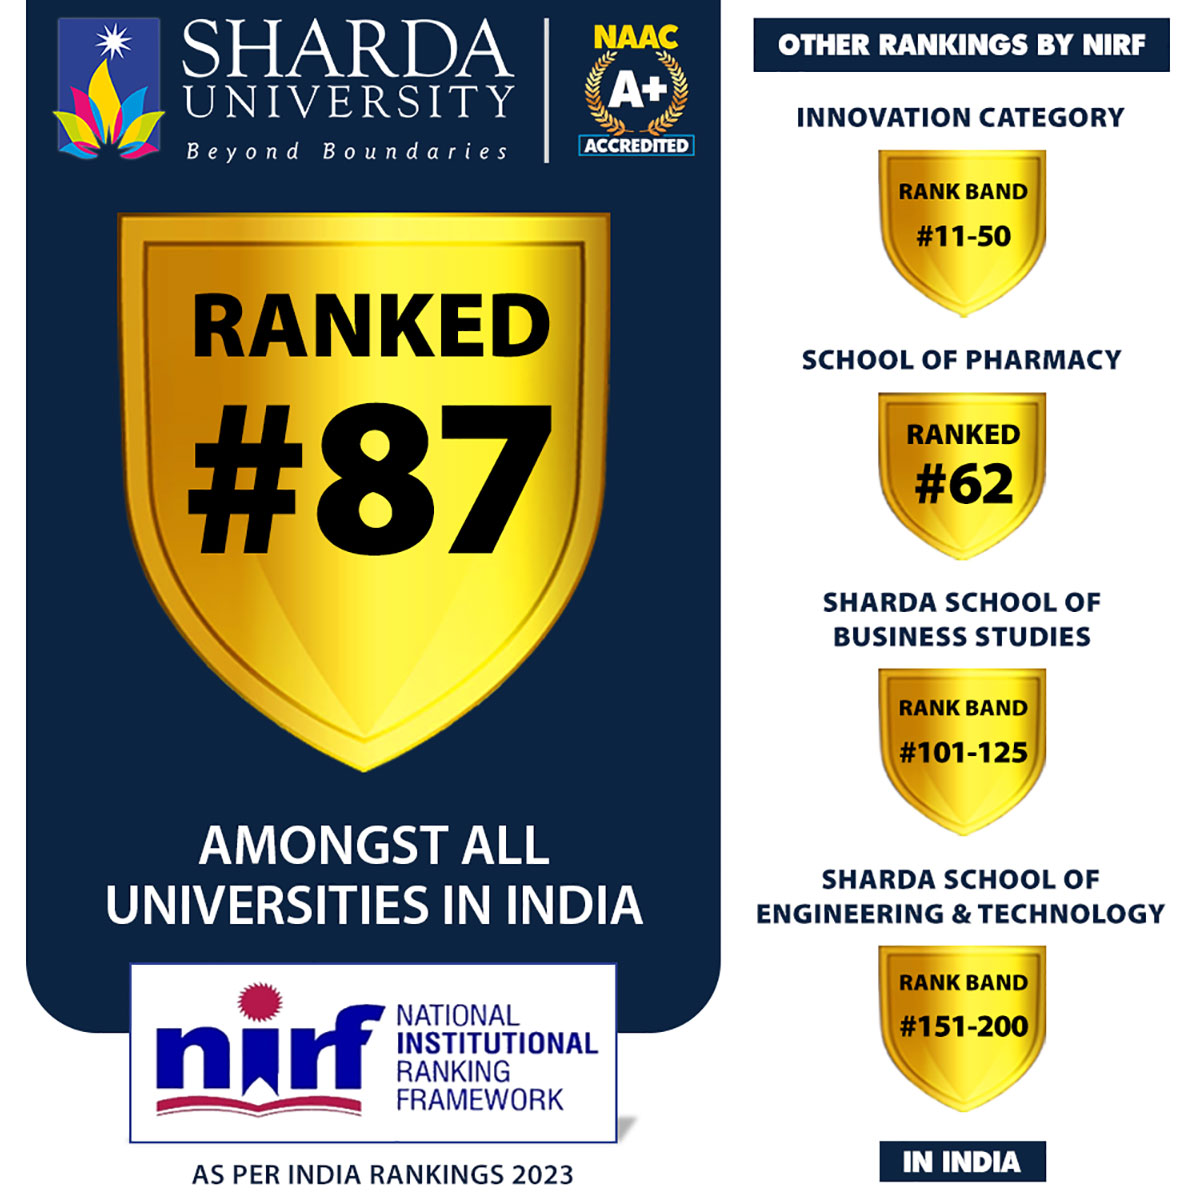 SHARDA
UNIVERSITY
Beyond Boundaries
NAAC
A+
ACCREDITED
RANKED
#87
AMONGST ALL
UNIVERSITIES IN INDIA
nirf
NATIONAL
INSTITUTIONAL
RANKING
FRAMEWORK
AS PER INDIA RANKINGS 2023
OTHER RANKINGS BY NIRF
INNOVATION CATEGORY
RANK BAND
#11-50
SCHOOL OF PHARMACY
RANKED
#62
SHARDA SCHOOL OF
BUSINESS STUDIES
RANK BAND
#101-125
SHARDA SCHOOL OF
ENGINEERING & TECHNOLOGY
RANK BAND
#151-200
IN INDIA